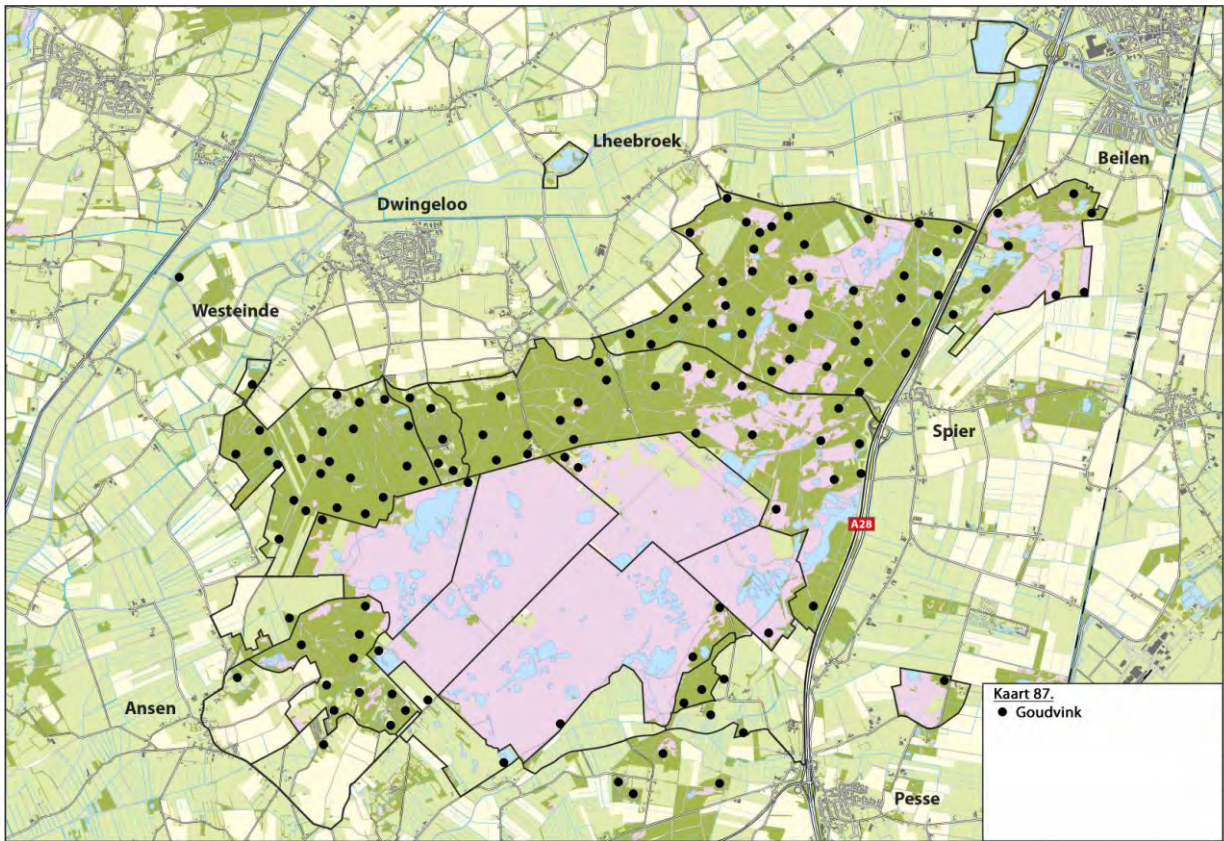 Lheebroek
Beilen
Dwingeloo
Westeinde
Spier
A28
Ansen
Pesse
Kaart 87.
Goudvink